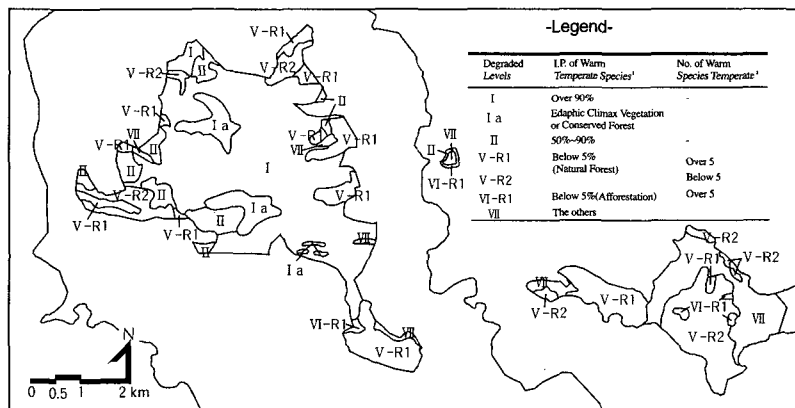 -Legend-
Degraded Levels
I.P. of Warm Temperate Species¹
No. of Warm Species Temperate²
I Over 90% -
I a Edaphic Climax Vegetation or Conserved Forest
II 50%~90% -
V-R1 Below 5% (Natural Forest) Over 5
V-R2 Below 5
VI-R1 Below 5%(Afforestation) Over 5
VII The others
I
V-R1
V-R2
II
V-R2
V-R1
II
V-R1
I a
V-R1
V-R1
VII
VII
II
II
II
I
V-R1
V-R2
II
I a
V-R1
V-R1
II
II
I a
VII
VI-R1
VII
V-R1
VII
II
VI-R1
V-R2
V-R1
V-R2
VII
V-R1
V-R2
VI-R1
VII
V-R2
N
0 0.5 1 2 km